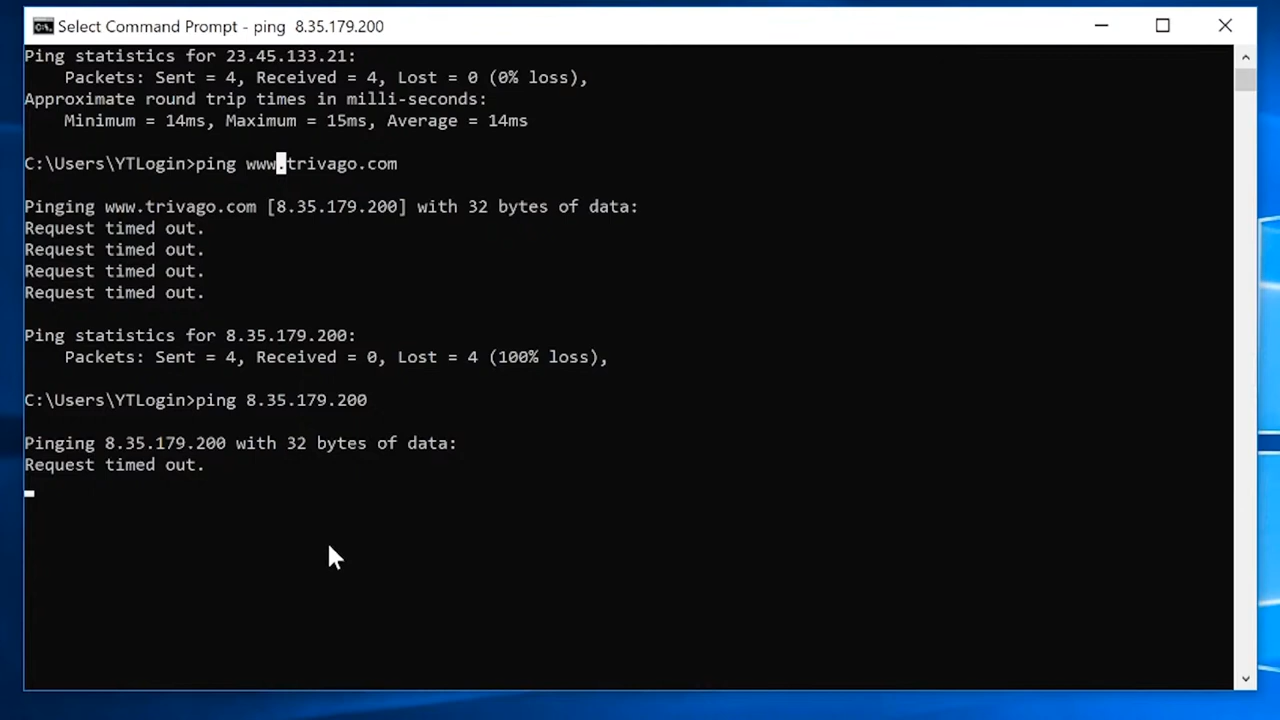 Select Command Prompt - ping 8.35.179.200
Ping statistics for 23.45.133.21:
Packets: Sent = 4, Received = 4, Lost = 0 (0% loss),
Approximate round trip times in milli-seconds:
Minimum = 14ms, Maximum = 15ms, Average = 14ms
C:\Users\YTLogin>ping www.trivago.com
Pinging www.trivago.com [8.35.179.200] with 32 bytes of data:
Request timed out.
Request timed out.
Request timed out.
Request timed out.
Ping statistics for 8.35.179.200:
Packets: Sent = 4, Received = 0, Lost = 4 (100% loss),
C:\Users\YTLogin>ping 8.35.179.200
Pinging 8.35.179.200 with 32 bytes of data:
Request timed out.